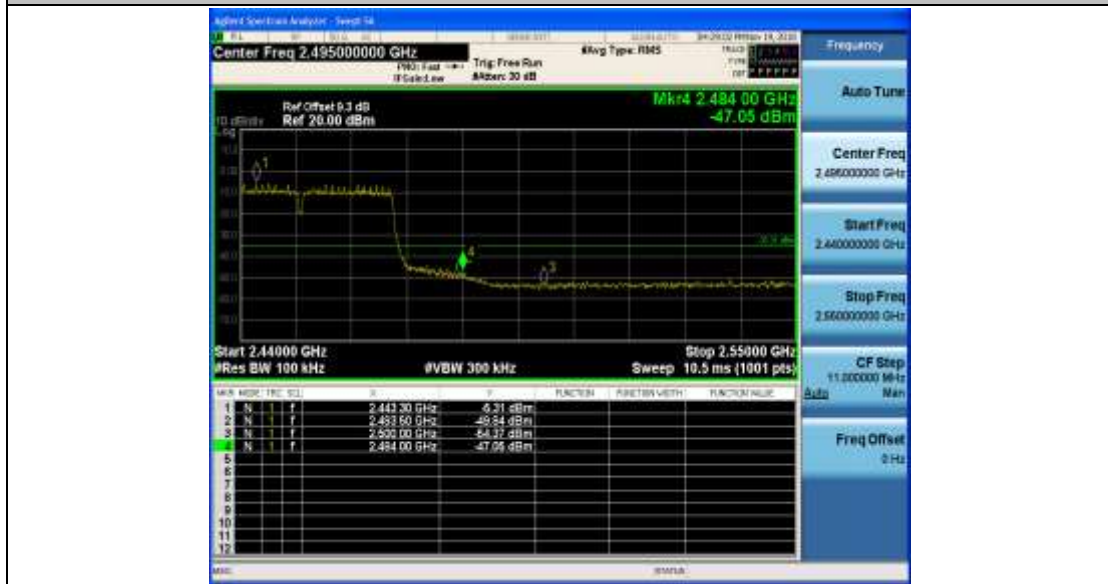 Agilent Spectrum Analyzer - Swept SA
Center Freq 2.495000000 GHz
PNO: Fast
IFGain:Low
Trig: Free Run
#Atten: 30 dB
#Avg Type: RMS
Frequency
Auto Tune
Mkr4 2.484 00 GHz
-47.05 dBm
Ref Offset 9.3 dB
10 dB/div Ref 20.00 dBm
Log
1
4
3
Center Freq
2.495000000 GHz
Start Freq
2.440000000 GHz
Stop Freq
2.550000000 GHz
Start 2.44000 GHz
Stop 2.55000 GHz
#Res BW 100 kHz
#VBW 300 kHz
Sweep 10.5 ms (1001 pts)
CF Step
11.000000 MHz
Auto Man
Freq Offset
0 Hz
MKR MODE TRC SCL X Y FUNCTION FUNCTION WIDTH FUNCTION VALUE
1 N 1 f 2.443 30 GHz -6.31 dBm
2 N 1 f 2.483 50 GHz -49.84 dBm
3 N 1 f 2.500 00 GHz -54.37 dBm
4 N 1 f 2.484 00 GHz -47.05 dBm
5
6
7
8
9
10
11
12
MSG
STATUS